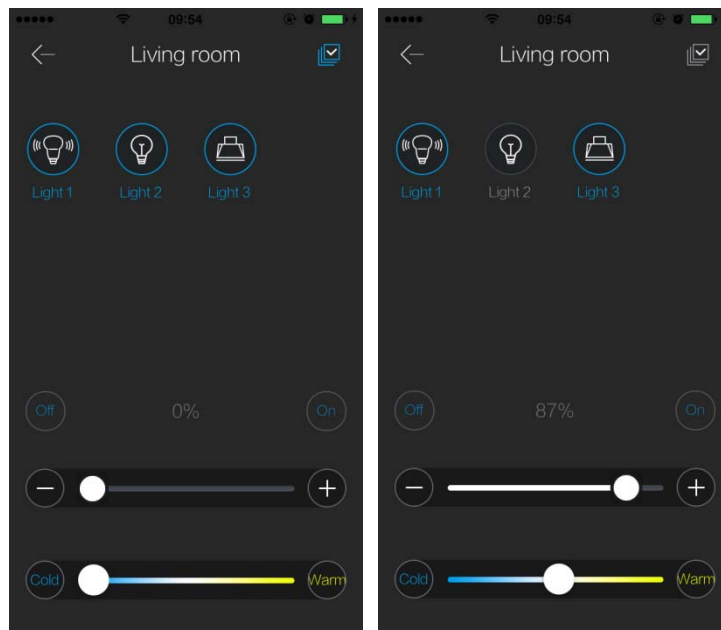 09:54
Living room
Light 1
Light 2
Light 3
Off
0%
On
Cold
Warm
09:54
Living room
Light 1
Light 2
Light 3
Off
87%
On
Cold
Warm